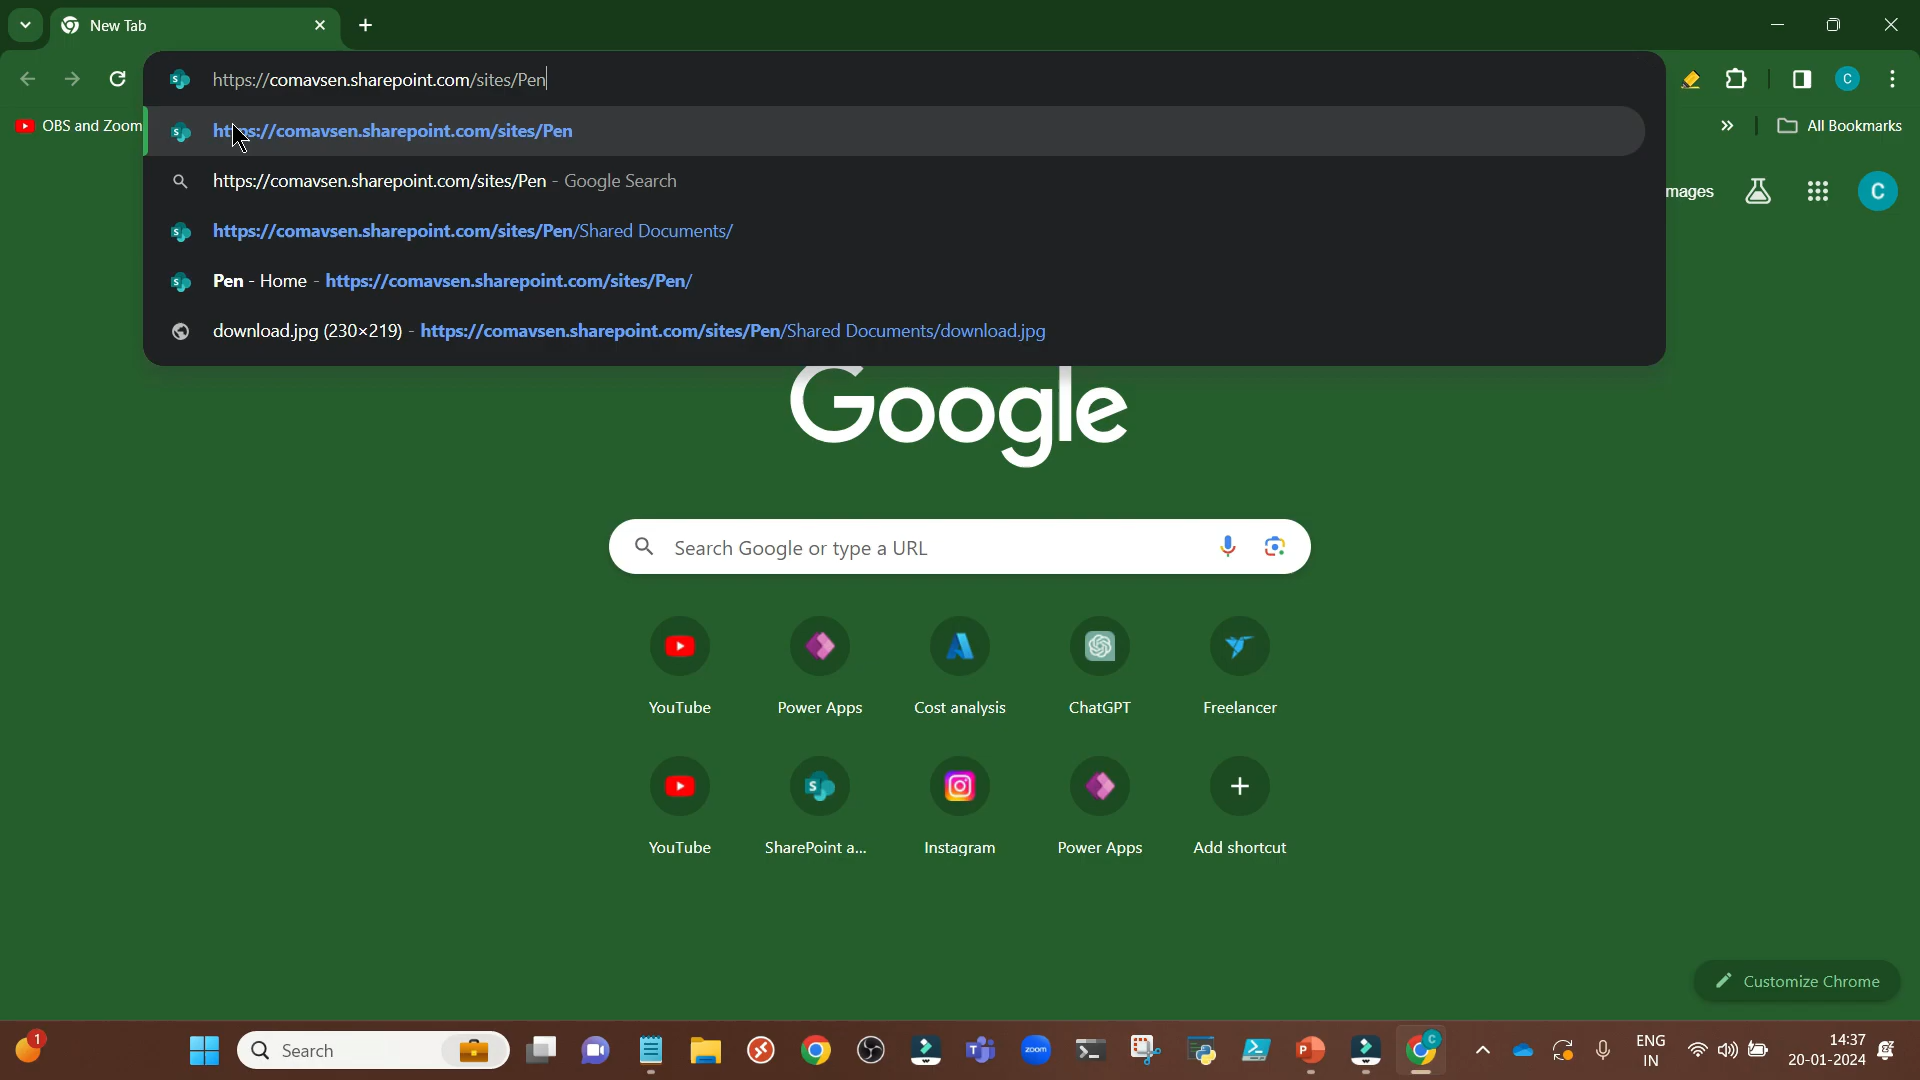 New Tab
https://comavsen.sharepoint.com/sites/Pen
OBS and Zoom
https://comavsen.sharepoint.com/sites/Pen
All Bookmarks
https://comavsen.sharepoint.com/sites/Pen - Google Search
mages
C
https://comavsen.sharepoint.com/sites/Pen/Shared Documents/
Pen - Home - https://comavsen.sharepoint.com/sites/Pen/
download.jpg (230×219) - https://comavsen.sharepoint.com/sites/Pen/Shared Documents/download.jpg
Google
Search Google or type a URL
YouTube
Power Apps
Cost analysis
ChatGPT
Freelancer
YouTube
SharePoint a...
Instagram
Power Apps
Add shortcut
Customize Chrome
1
Search
zoom
ENG
IN
14:37
20-01-2024